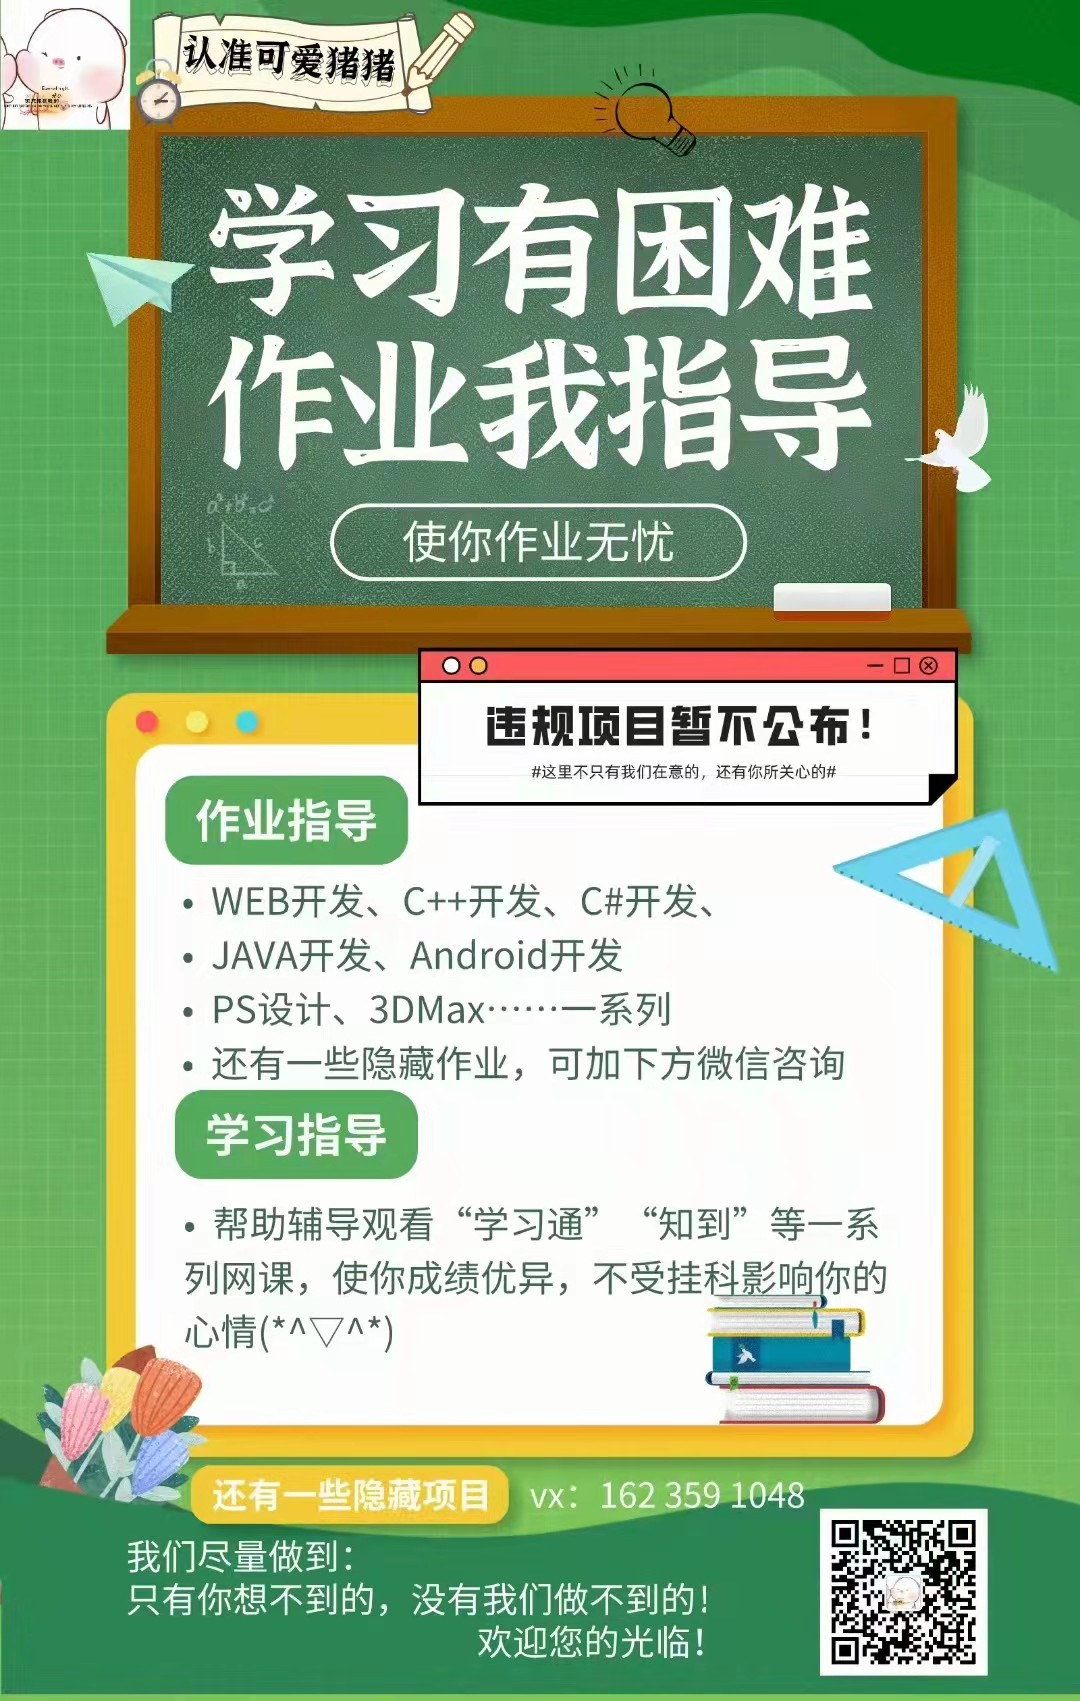 认准可爱猪猪
学习有困难
作业我指导
使你作业无忧
违规项目暂不公布！
#这里不只有我们在意的，还有你所关心的#
作业指导
• WEB开发、C++开发、C#开发、
• JAVA开发、Android开发
• PS设计、3DMax……一系列
• 还有一些隐藏作业，可加下方微信咨询
学习指导
• 帮助辅导观看“学习通”“知到”等一系
列网课，使你成绩优异，不受挂科影响你的
心情(*^▽^*)
还有一些隐藏项目 vx：162 359 1048
我们尽量做到：
只有你想不到的，没有我们做不到的！
欢迎您的光临！